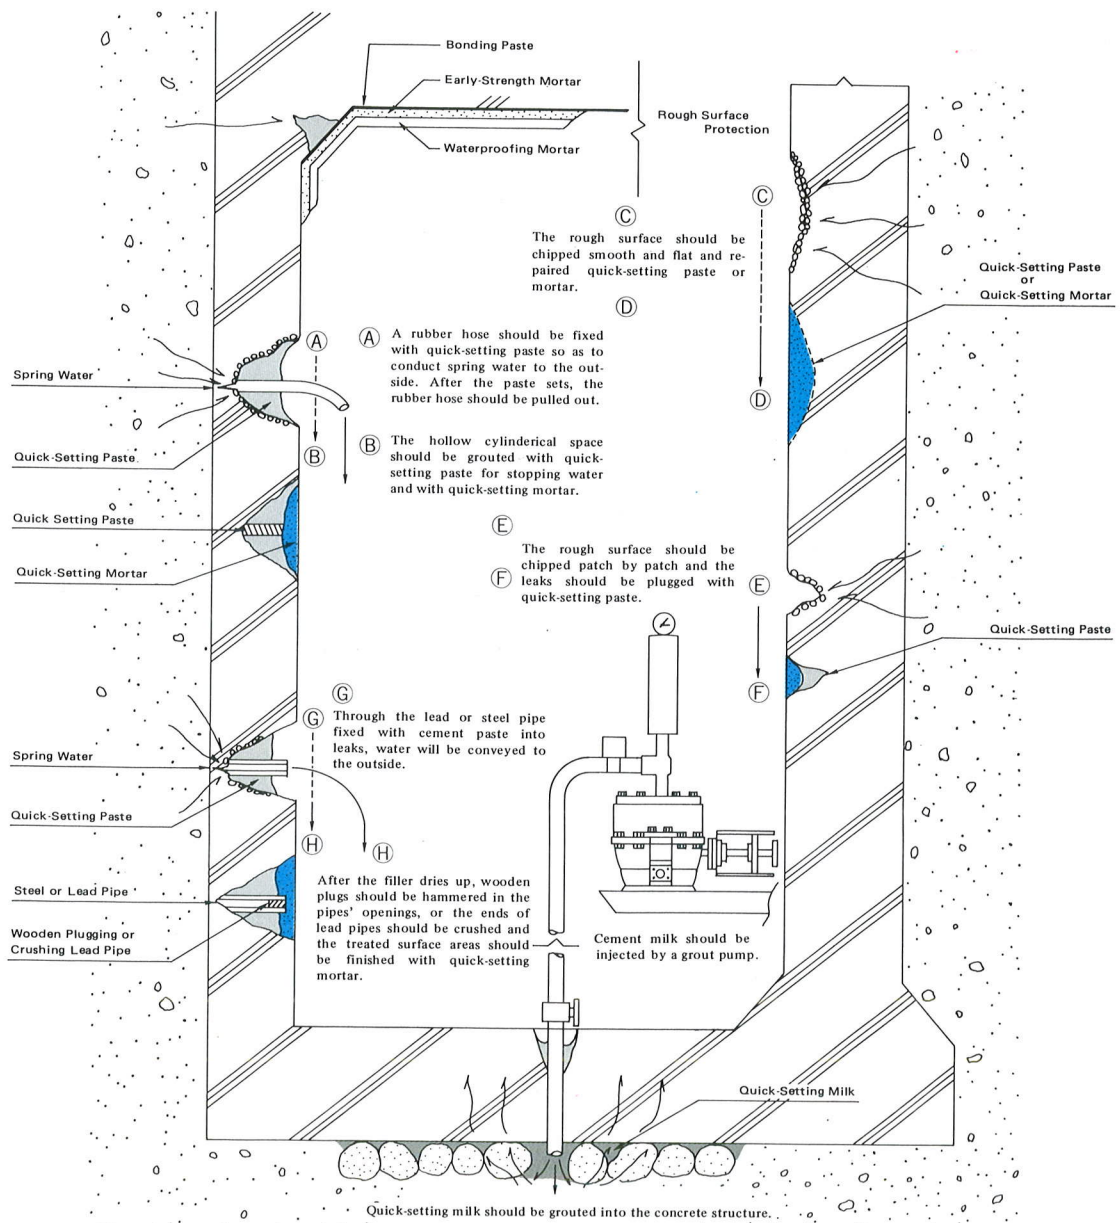 Bonding Paste
Early-Strength Mortar
Waterproofing Mortar
Rough Surface
Protection
C
C
The rough surface should be
chipped smooth and flat and re-
paired quick-setting paste or
mortar.
D
D
Quick-Setting Paste
or
Quick-Setting Mortar
Spring Water
Quick-Setting Paste
A
A
A rubber hose should be fixed
with quick-setting paste so as to
conduct spring water to the out-
side. After the paste sets, the
rubber hose should be pulled out.
B
B
The hollow cylindrical space
should be grouted with quick-
setting paste for stopping water
and with quick-setting mortar.
Quick Setting Paste
Quick-Setting Mortar
E
The rough surface should be
chipped patch by patch and the
leaks should be plugged with
quick-setting paste.
F
E
F
Quick-Setting Paste
Spring Water
Quick-Setting Paste
G
G
Through the lead or steel pipe
fixed with cement paste into
leaks, water will be conveyed to
the outside.
H
H
After the filler dries up, wooden
plugs should be hammered in the
pipes' openings, or the ends of
lead pipes should be crushed and
the treated surface areas should
be finished with quick-setting
mortar.
Steel or Lead Pipe
Wooden Plugging or
Crushing Lead Pipe
Cement milk should be
injected by a grout pump.
Quick-Setting Milk
Quick-setting milk should be grouted into the concrete structure.